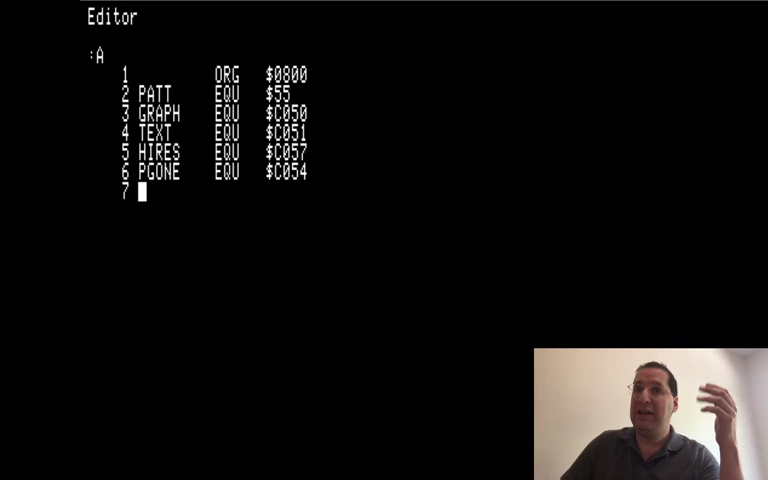 Editor
:A
1 ORG $0800
2 PATT EQU $55
3 GRAPH EQU $C050
4 TEXT EQU $C051
5 HIRES EQU $C057
6 PGONE EQU $C054
7